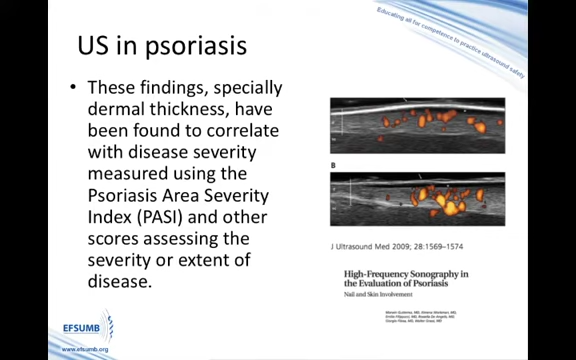 Educating all for competency to practice ultrasound safely
US in psoriasis
• These findings, specially
dermal thickness, have
been found to correlate
with disease severity
measured using the
Psoriasis Area Severity
Index (PASI) and other
scores assessing the
severity or extent of
disease.
B
J Ultrasound Med 2009; 28:1569–1574
High-Frequency Sonography in
the Evaluation of Psoriasis
Nail and Skin Involvement
EFSUMB
www.efsumb.org